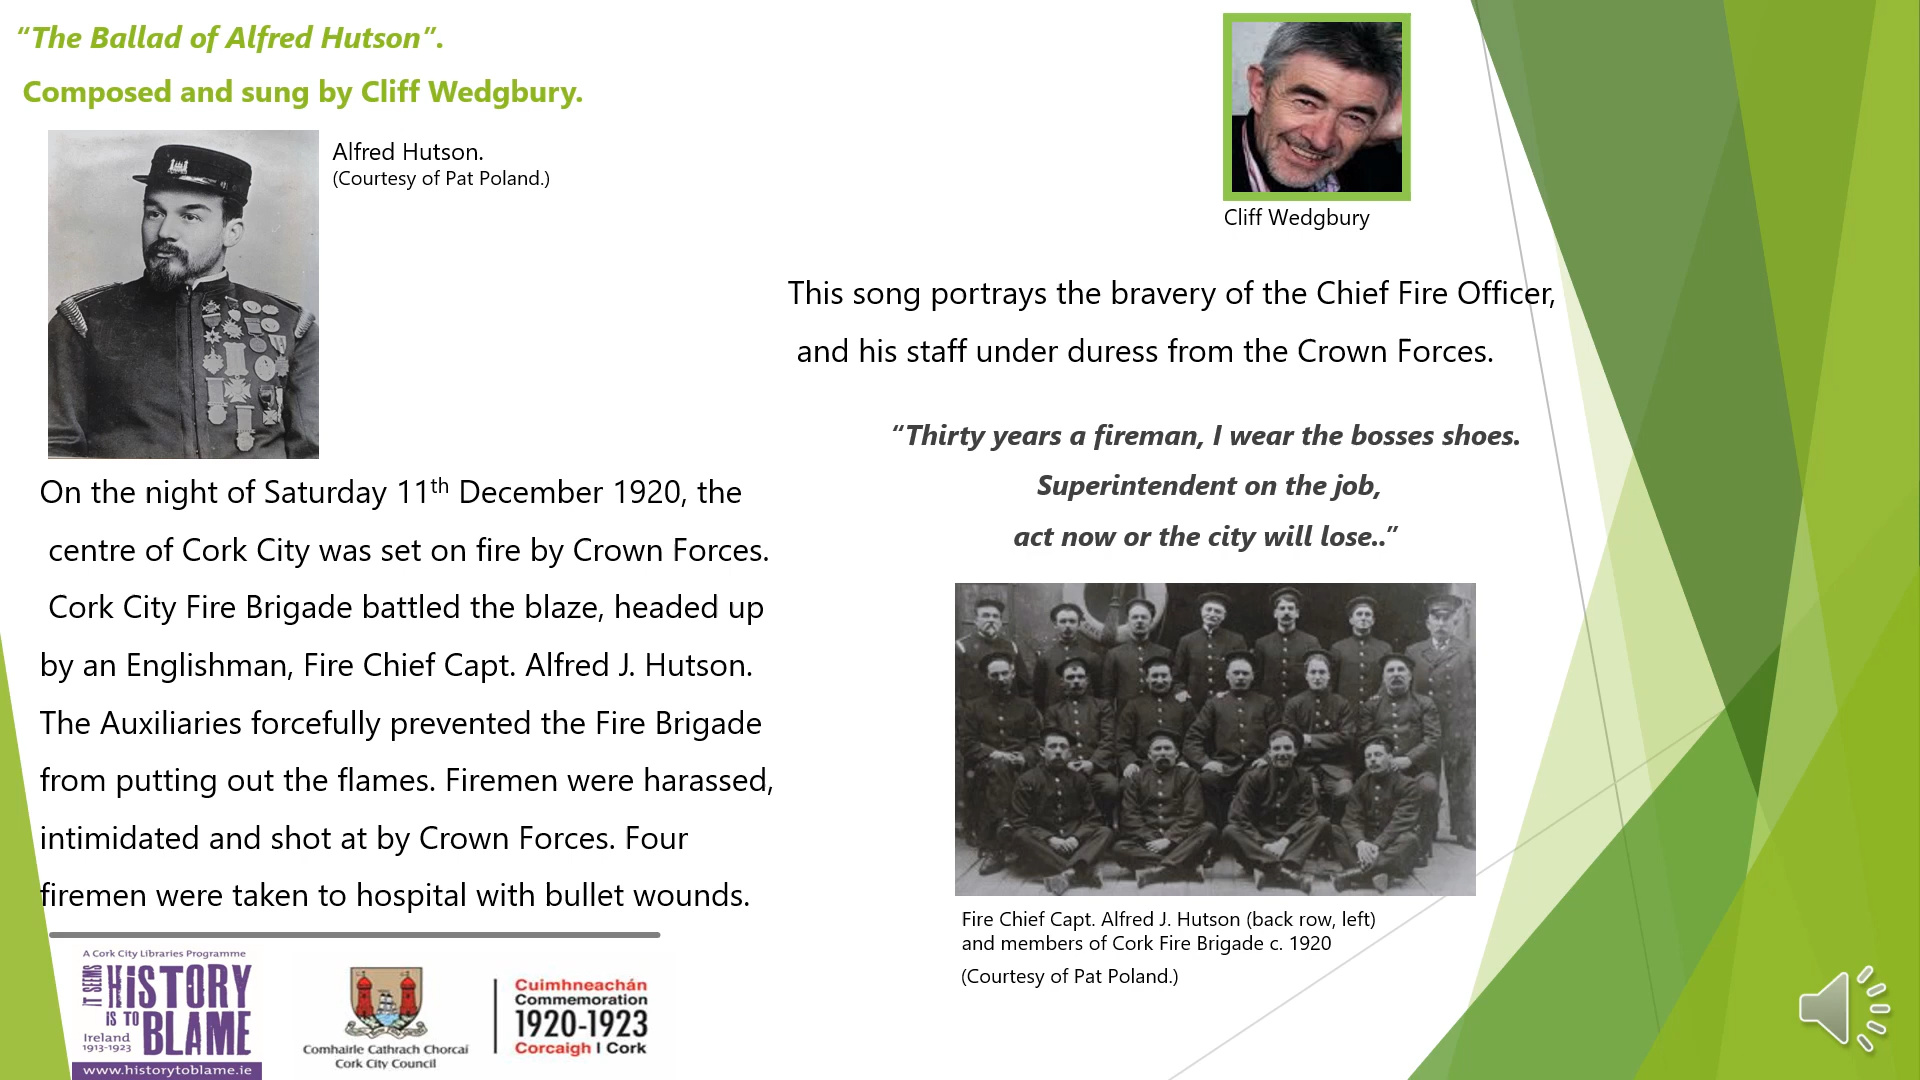 “The Ballad of Alfred Hutson”.
Composed and sung by Cliff Wedgbury.
Alfred Hutson.
(Courtesy of Pat Poland.)
On the night of Saturday 11th December 1920, the
centre of Cork City was set on fire by Crown Forces.
Cork City Fire Brigade battled the blaze, headed up
by an Englishman, Fire Chief Capt. Alfred J. Hutson.
The Auxiliaries forcefully prevented the Fire Brigade
from putting out the flames. Firemen were harassed,
intimidated and shot at by Crown Forces. Four
firemen were taken to hospital with bullet wounds.
Cliff Wedgbury
This song portrays the bravery of the Chief Fire Officer,
and his staff under duress from the Crown Forces.
“Thirty years a fireman, I wear the bosses shoes.
Superintendent on the job,
act now or the city will lose..”
Fire Chief Capt. Alfred J. Hutson (back row, left)
and members of Cork Fire Brigade c. 1920
(Courtesy of Pat Poland.)
A Cork City Libraries Programme
IT SEEMS
HiSTORY
IS TO
BLAME
Ireland
1913-1923
www.historytoblame.ie
Comhairle Cathrach Chorcaí
Cork City Council
Cuimhneachán
Commemoration
1920-1923
Corcaigh | Cork